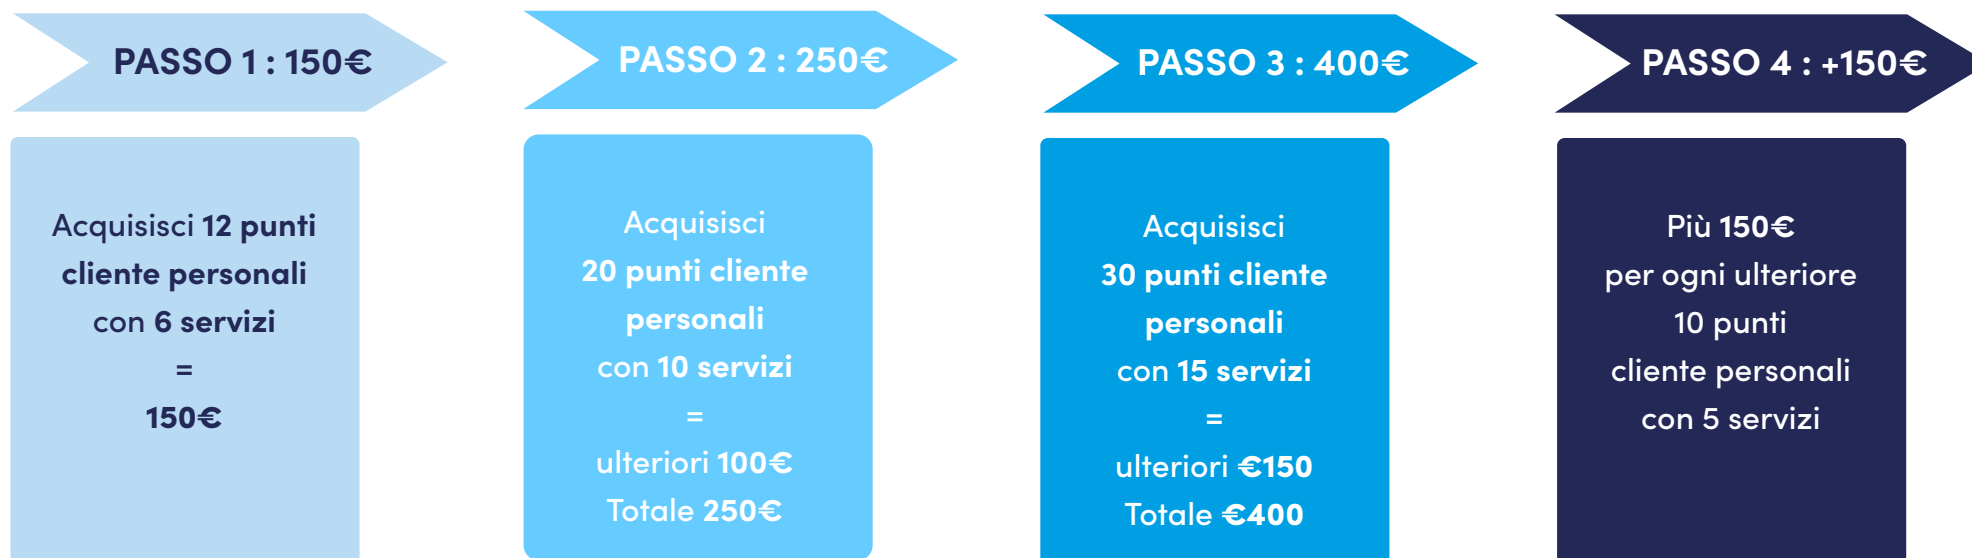 PASSO 1 : 150€
Acquisisci 12 punti
cliente personali
con 6 servizi
=
150€
PASSO 2 : 250€
Acquisisci
20 punti cliente
personali
con 10 servizi
=
ulteriori 100€
Totale 250€
PASSO 3 : 400€
Acquisisci
30 punti cliente
personali
con 15 servizi
=
ulteriori €150
Totale €400
PASSO 4 : +150€
Più 150€
per ogni ulteriore
10 punti
cliente personali
con 5 servizi